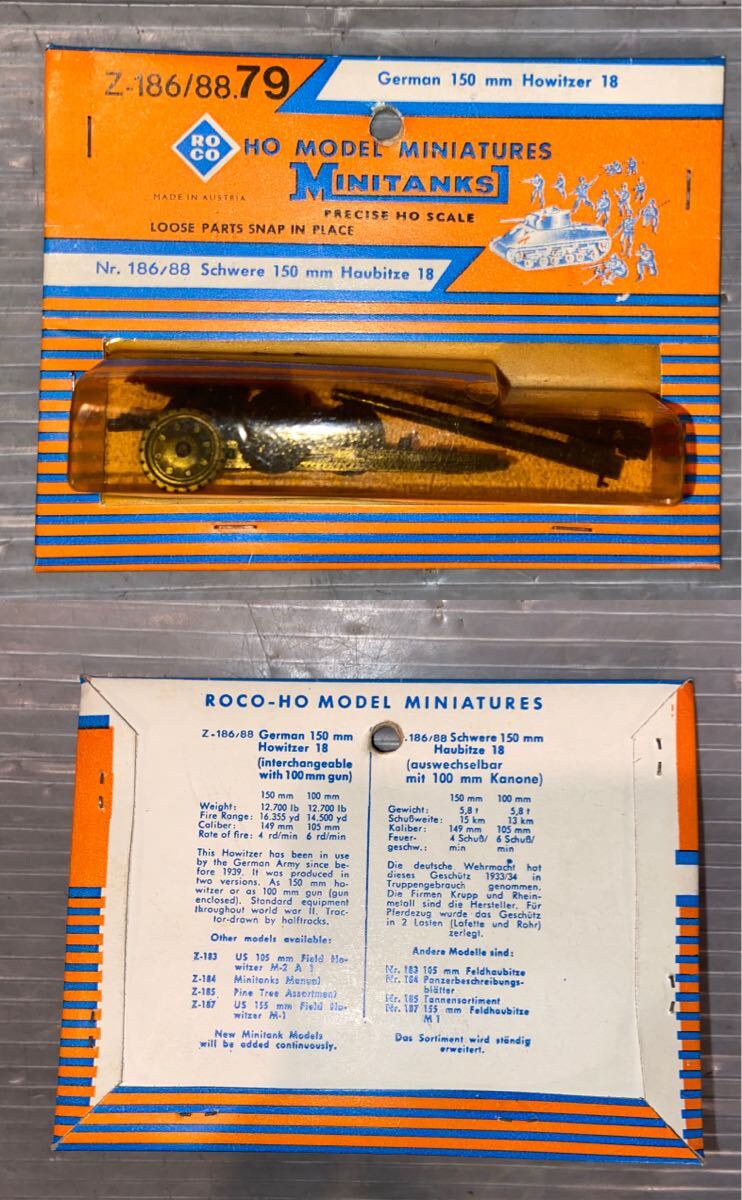 Z-186/88.79
German 150 mm Howitzer 18
ROCO
HO MODEL MINIATURES
MINITANKS
MADE IN AUSTRIA
PRECISE HO SCALE
LOOSE PARTS SNAP IN PLACE
Nr. 186/88 Schwere 150 mm Haubitze 18
ROCO-HO MODEL MINIATURES
Z-186/88 German 150 mm
Howitzer 18
(interchangeable
with 100 mm gun)
150 mm 100 mm
Weight: 12.700 lb 12.700 lb
Fire Range: 16.355 yd 14.500 yd
Caliber: 149 mm 105 mm
Rate of fire: 4 rd/min 6 rd/min
This Howitzer has been in use
by the German Army since be-
fore 1939. It was produced in
two versions. As 150 mm ho-
witzer or as 100 mm gun (gun
enclosed). Standard equipment
throughout world war II. Trac-
tor-drawn by halftracks.
Other models available:
Z-183 US 105 mm Field Ho-
witzer M-2 A 1
Z-184 Minitanks Manual
Z-185 Pine Tree Assortment
Z-187 US 155 mm Field Ho-
witzer M-1
New Minitank Models
will be added continuously.
.186/88 Schwere 150 mm
Haubitze 18
(auswechselbar
mit 100 mm Kanone)
150 mm 100 mm
Gewicht: 5,8 t 5,8 t
Schußweite: 15 km 13 km
Kaliber: 149 mm 105 mm
Feuer- 4 Schuß/ 6 Schuß/
geschw.: min min
Die deutsche Wehrmacht hat
dieses Geschütz 1933/34 in
Truppengebrauch genommen.
Die Firmen Krupp und Rhein-
metall sind die Hersteller. Für
Pferdezug wurde das Geschütz
in 2 Lasten (Lafette und Rohr)
zerlegt.
Andere Modelle sind:
Nr. 183 105 mm Feldhaubitze
Nr. 184 Panzerbeschreibungs-
blätter
Nr. 185 Tannensortiment
Nr. 187 155 mm Feldhaubitze
M 1
Das Sortiment wird ständig
erweitert.